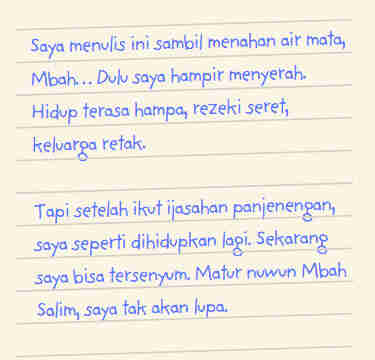 Saya menulis ini sambil menahan air mata,
Mbah... Dulu saya hampir menyerah.
Hidup terasa hampa, rezeki seret,
keluarga retak.
Tapi setelah ikut ijasahan panjenengan,
saya seperti dihidupkan lagi. Sekarang
saya bisa tersenyum. Matur nuwun Mbah
Salim, saya tak akan lupa.